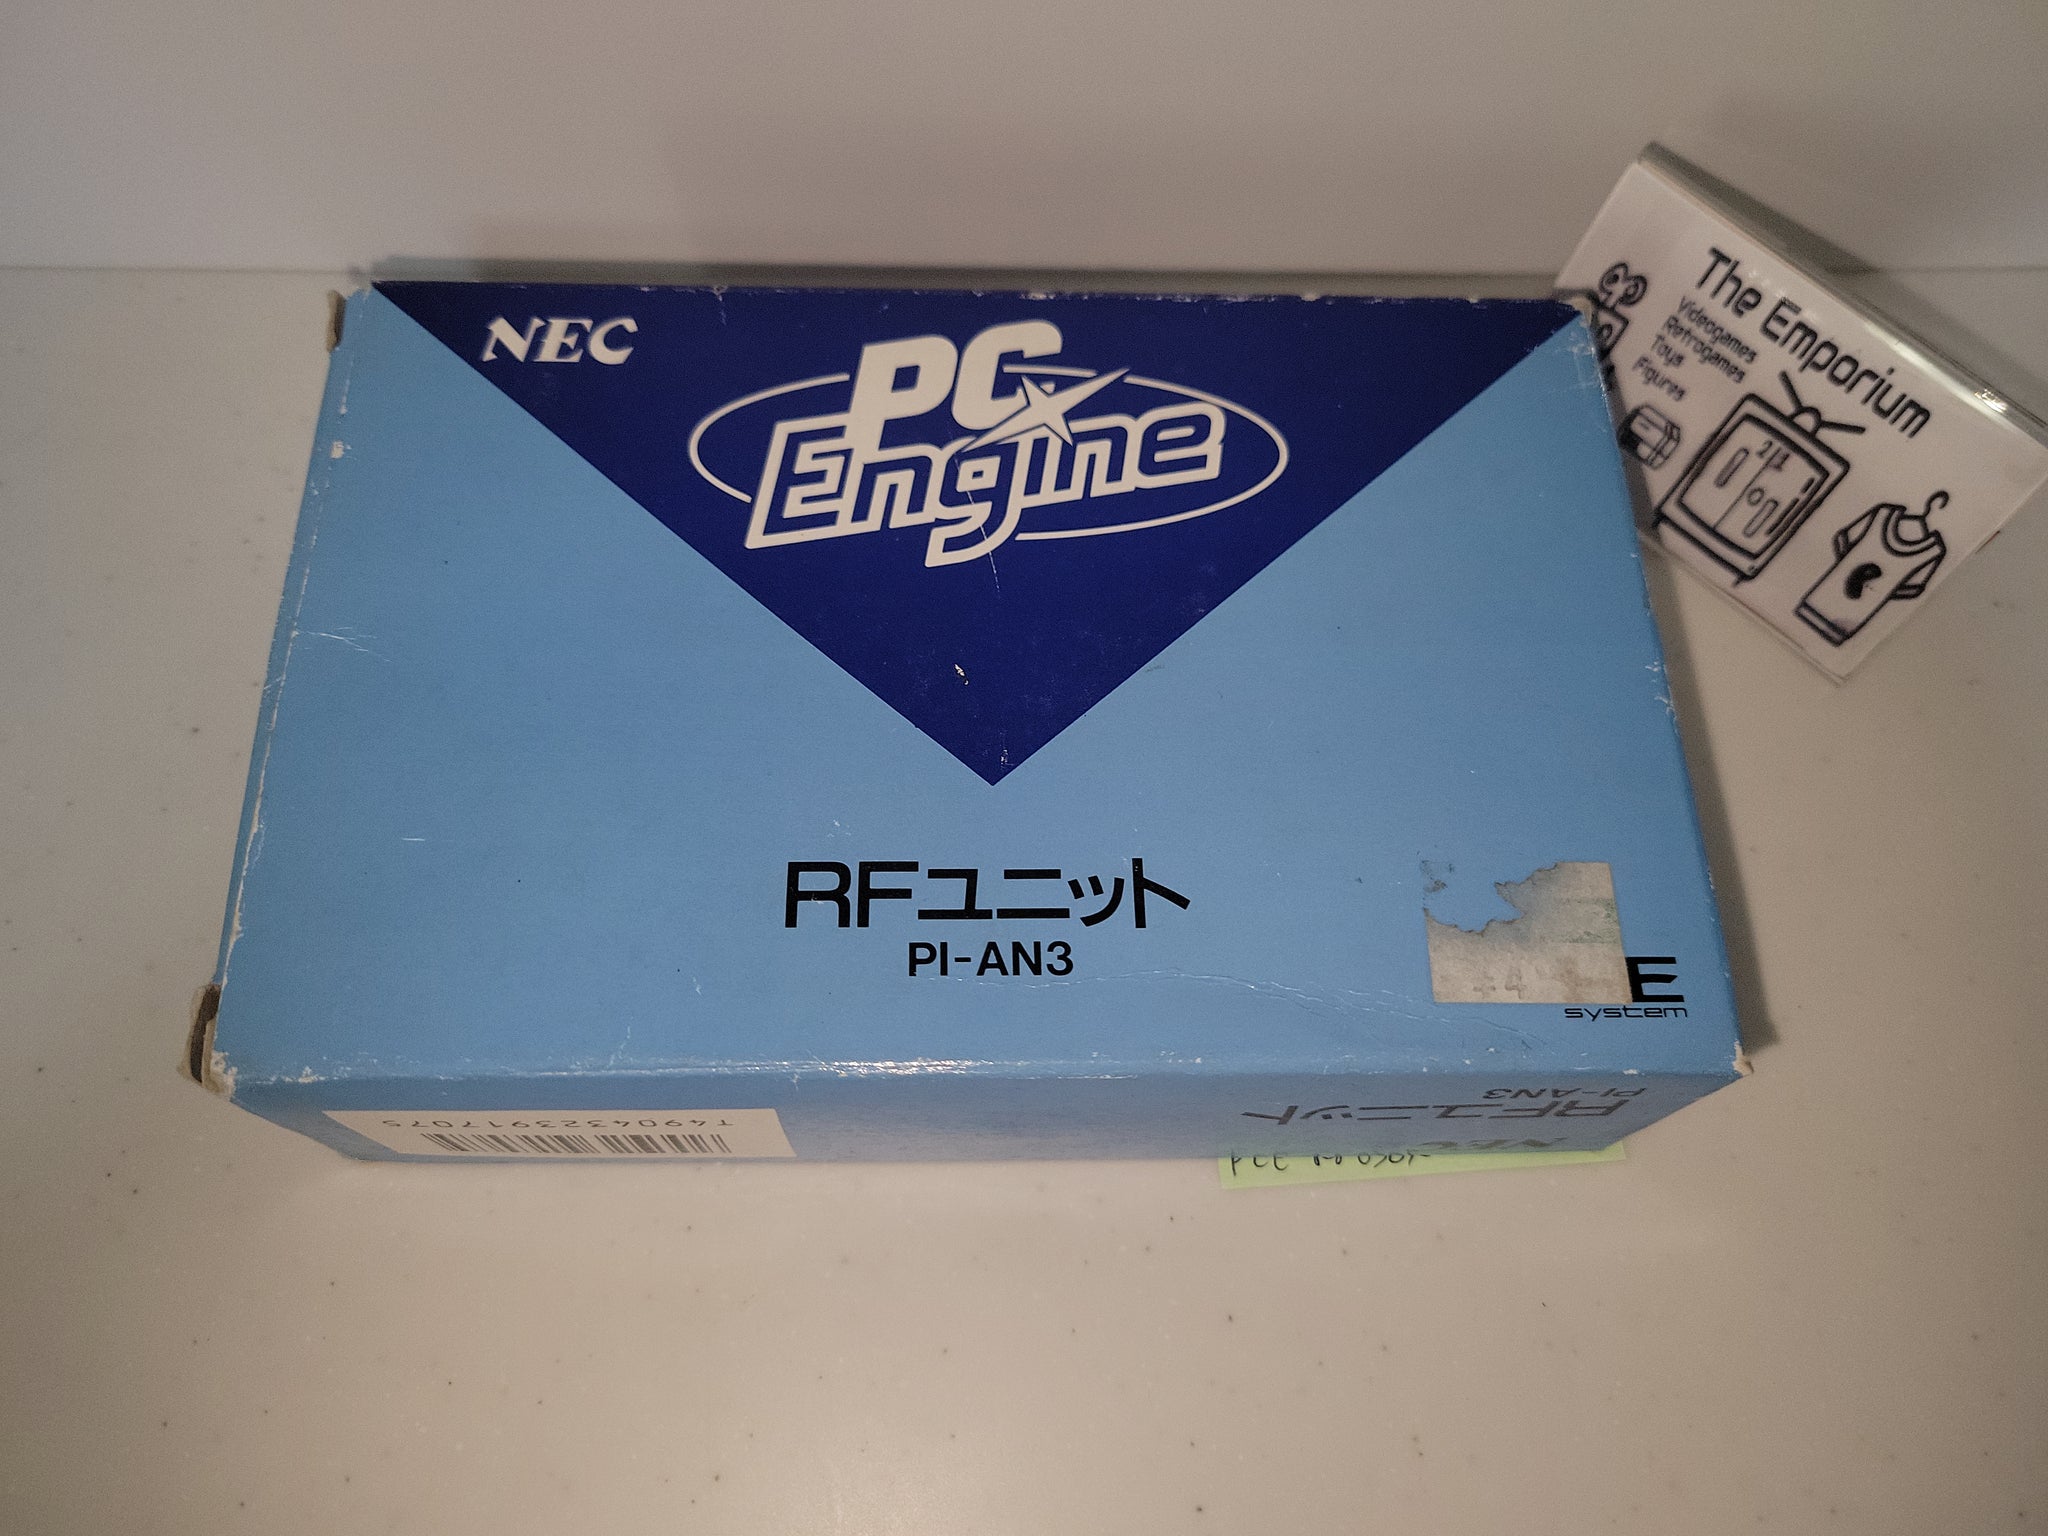 NEC
PC
Engine
RFユニット
PI-AN3
E
system
RFユニット
PI-AN3
NEC
T4904323917075
PCE
The Emporium
Videogames
Retrogames
Toys
Figures